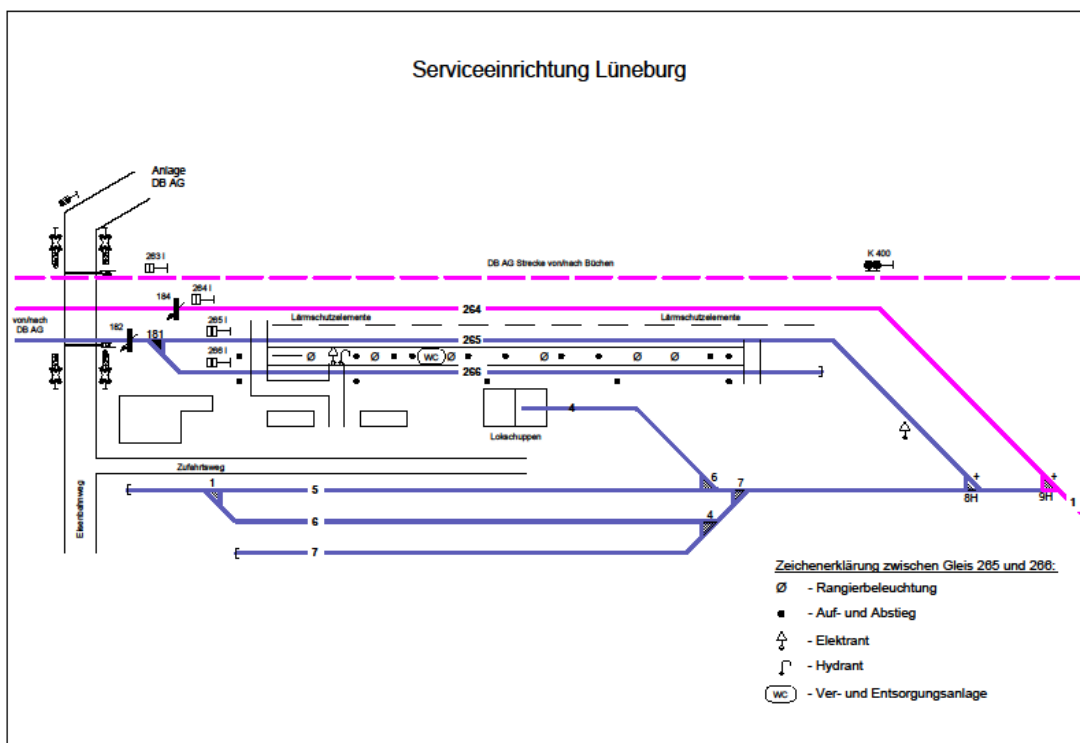 Serviceeinrichtung Lüneburg
Anlage
DB AG
263 I
DB AG Strecke von/nach Büchen
K 400
264 I
184
264
von/nach
DB AG
182
181
265 I
Lärmschutzelemente
Lärmschutzelemente
265
266 I
WC
266
4
Lokschuppen
Zufahrtsweg
Eisenbahnweg
1
5
6
7
+
8H
+
9H
1
6
4
7
Zeichenerklärung zwischen Gleis 265 und 266:
Ø - Rangierbeleuchtung
- Auf- und Abstieg
- Elektrant
- Hydrant
WC - Ver- und Entsorgungsanlage